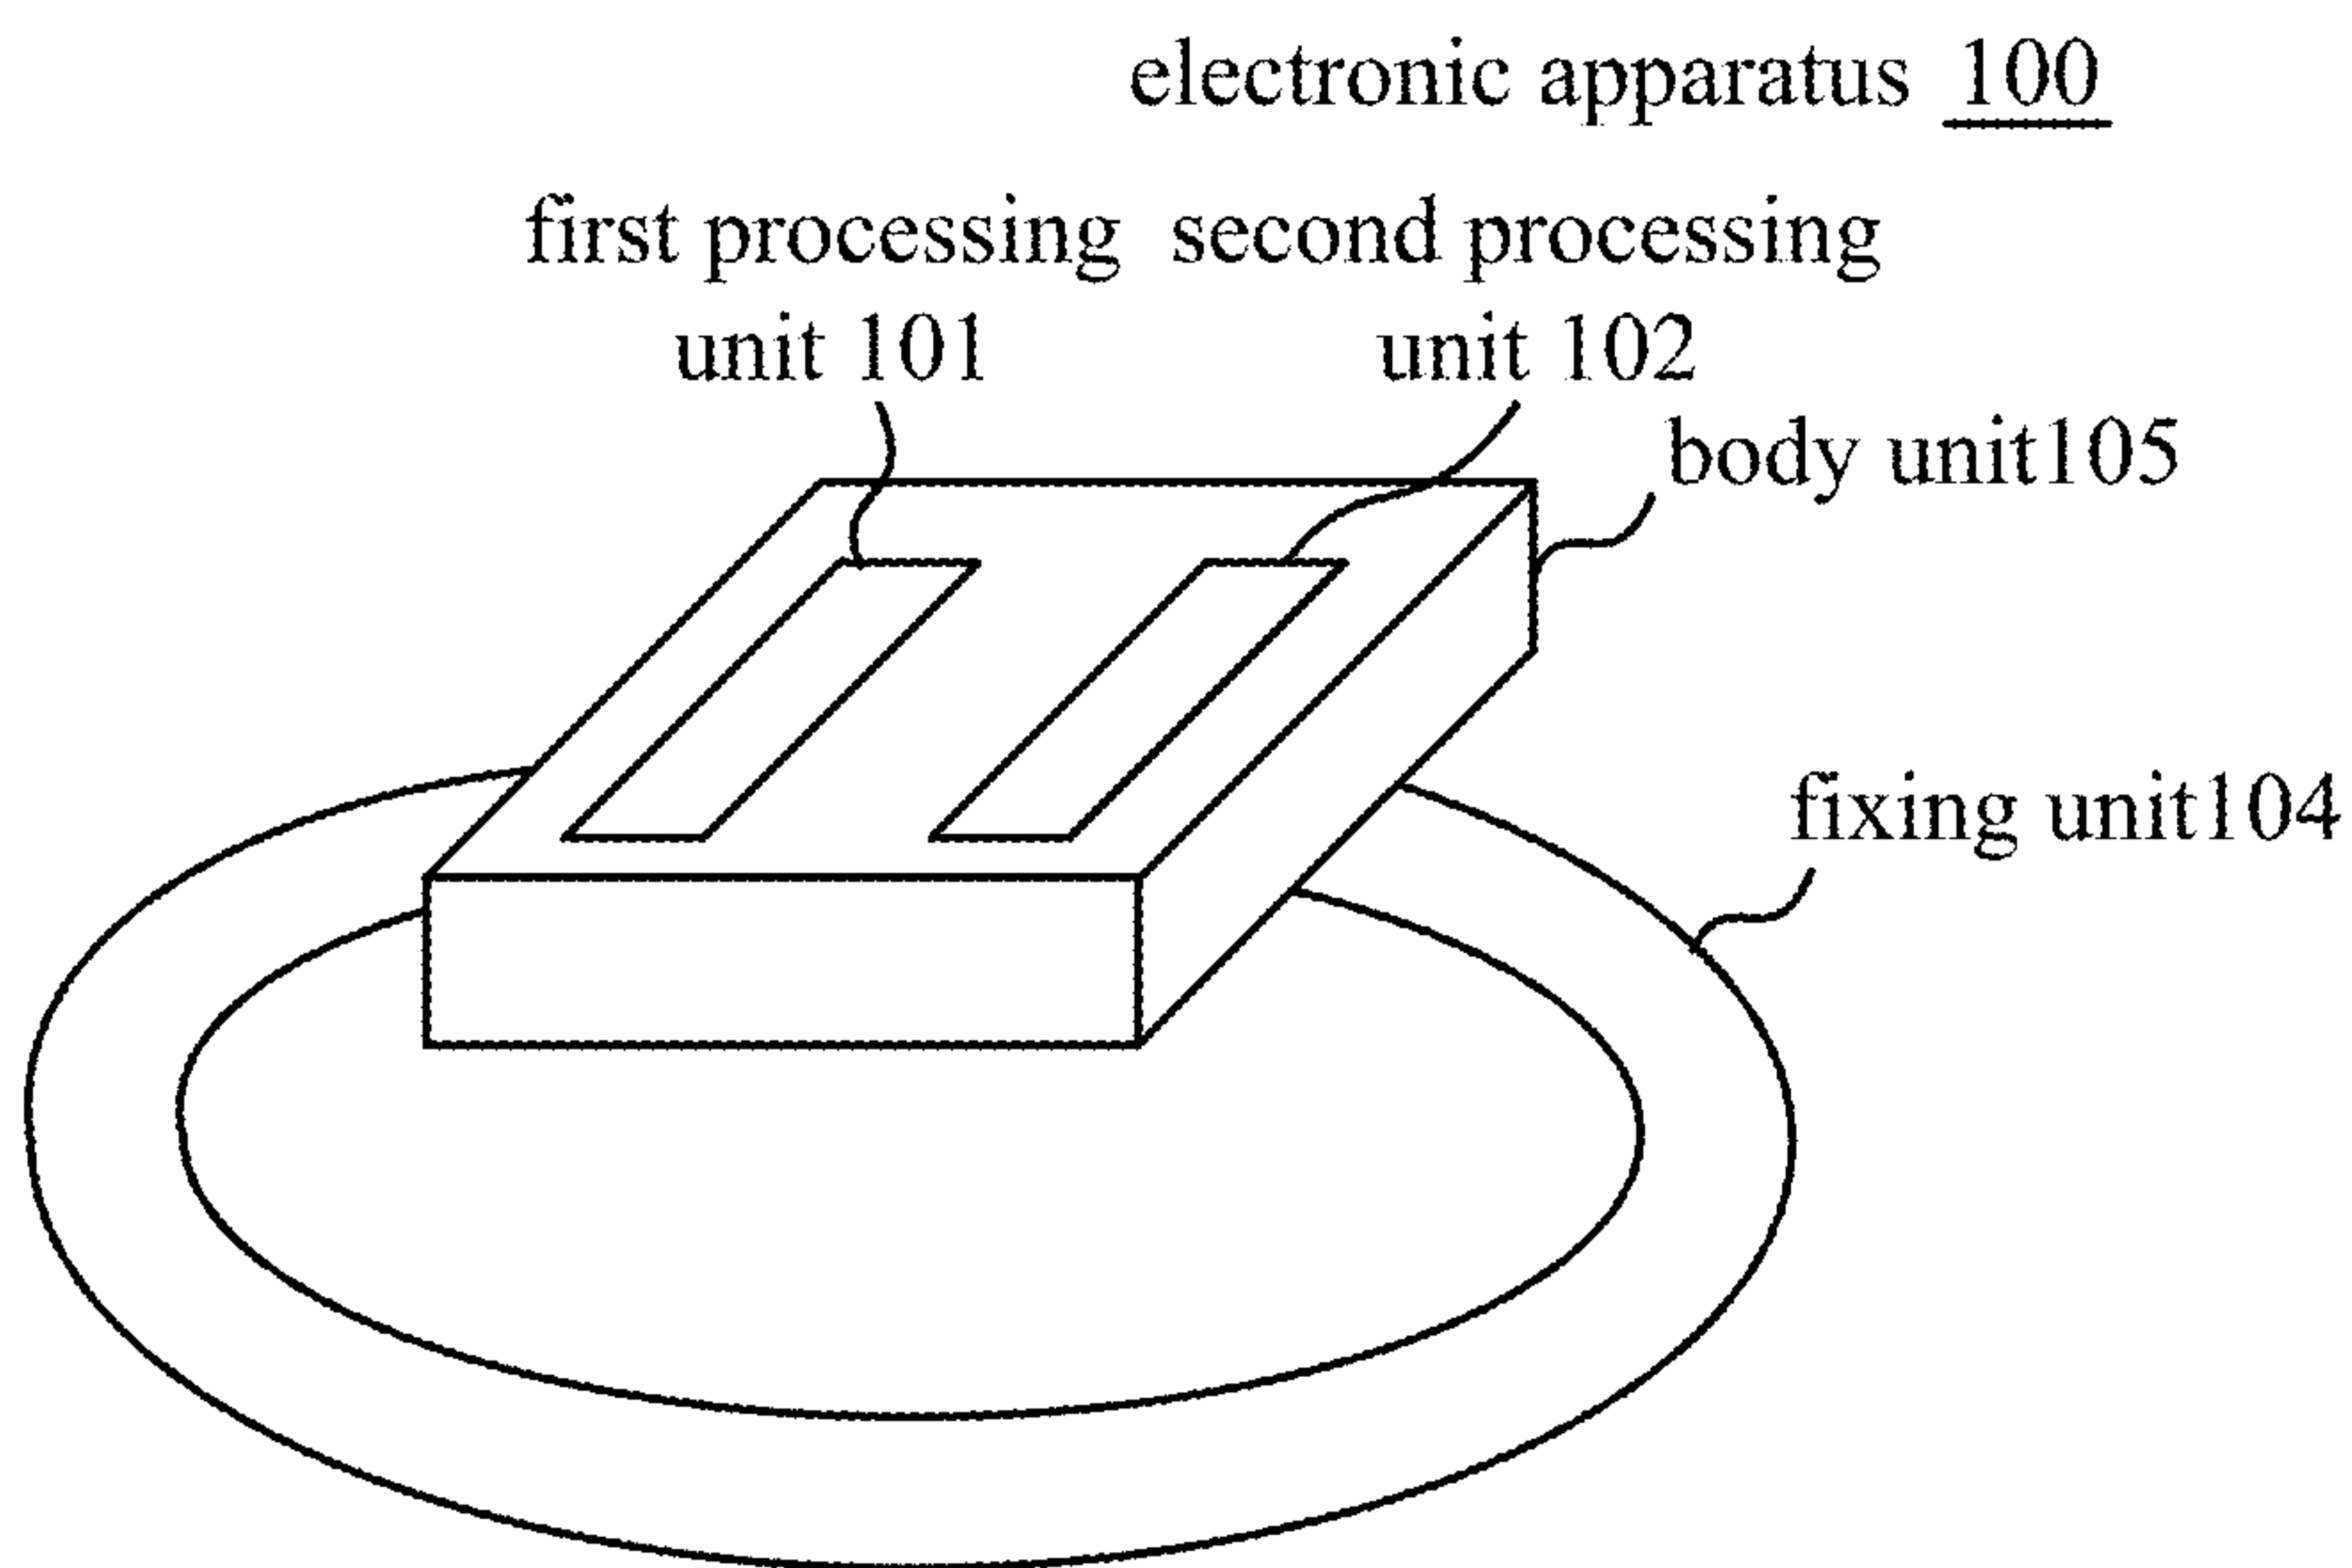 electronic apparatus 100
first processing second processing
unit 101 unit 102
body unit105
fixing unit104